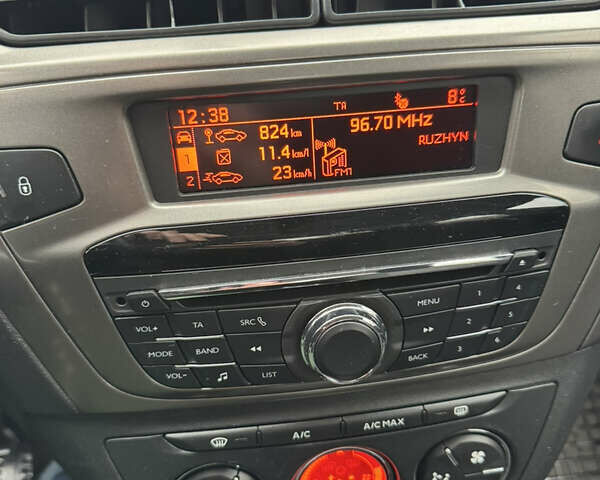 12:38 TA 8°C
824 km 96.70 MHz
1 11.4 km/l RUZHYN
2 23 km/h FM1
VOL+ TA SRC MENU 1 4
MODE BAND 2 5
VOL- LIST BACK 3 6
A/C A/C MAX